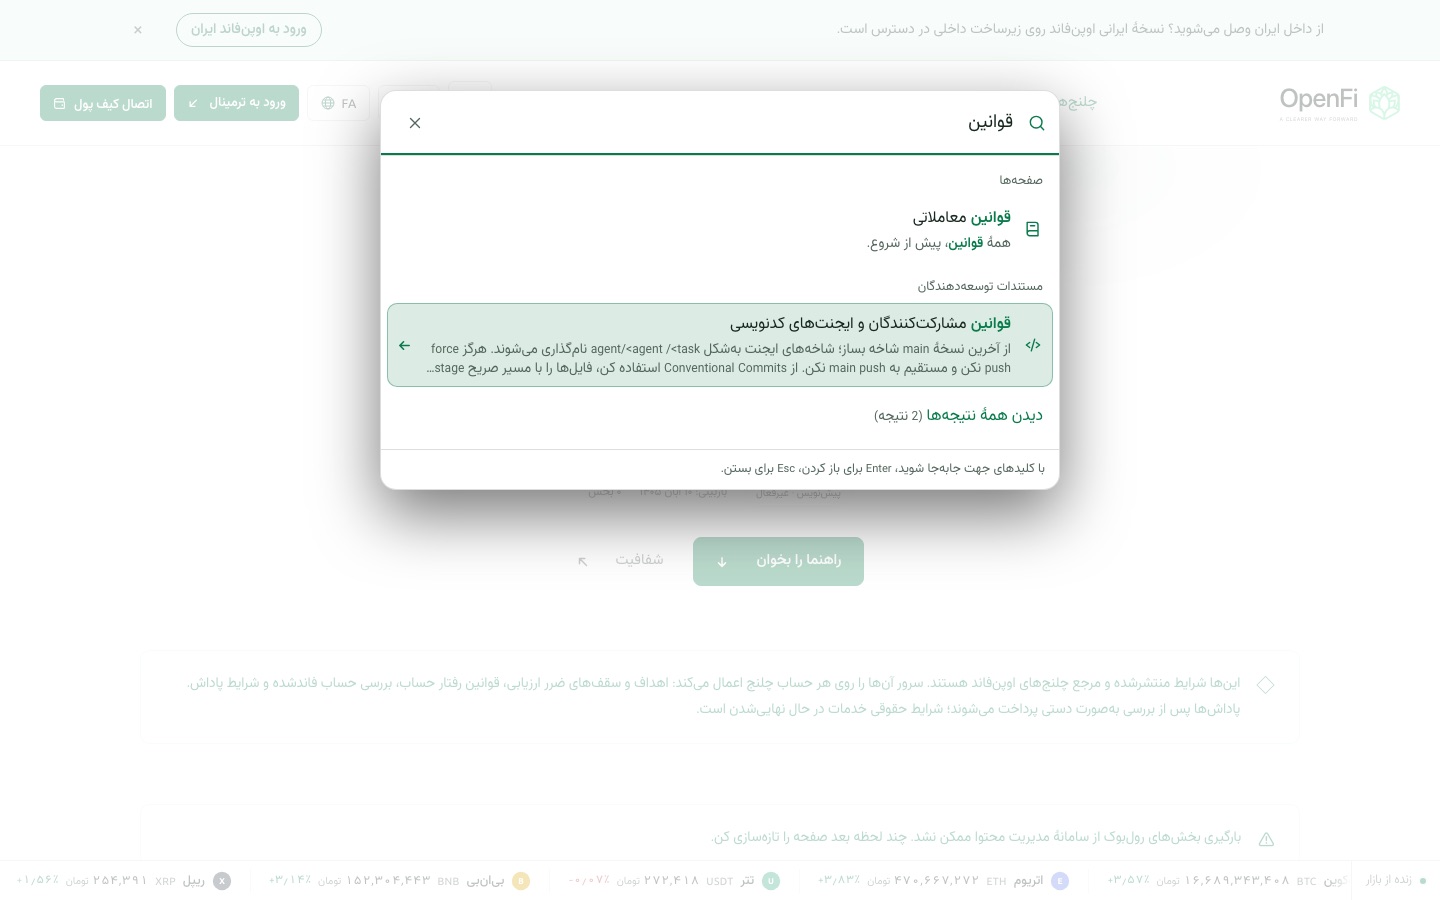 از داخل ایران وصل می‌شوید؟ نسخهٔ ایرانی اوپن‌فاند روی زیرساخت داخلی در دسترس است.
ورود به اوپن‌فاند ایران
OpenFi
A CLEANER WAY FORWARD
FA
ورود به ترمینال
اتصال کیف پول
قوانین
صفحه‌ها
قوانین معاملاتی
همهٔ قوانین، پیش از شروع.
مستندات توسعه‌دهندگان
قوانین مشارکت‌کنندگان و ایجنت‌های کدنویسی
از آخرین نسخهٔ main شاخه بساز؛ شاخه‌های ایجنت به‌شکل agent/<agent /<task نام‌گذاری می‌شوند. هرگز force
push نکن و مستقیم به main push نکن. از Conventional Commits استفاده کن، فایل‌ها را با مسیر صریح stage…
دیدن همهٔ نتیجه‌ها (2 نتیجه)
با کلیدهای جهت جابه‌جا شوید، Enter برای باز کردن، Esc برای بستن.
راهنما را بخوان
شفافیت
این‌ها شرایط منتشرشده و مرجع چلنج‌های اوپن‌فاند هستند. سرور آن‌ها را روی هر حساب چلنج اعمال می‌کند: اهداف و سقف‌های ضرر ارزیابی، قوانین رفتار حساب، بررسی حساب فاندشده و شرایط پاداش.
پاداش‌ها پس از بررسی به‌صورت دستی پرداخت می‌شوند؛ شرایط حقوقی خدمات در حال نهایی‌شدن است.
بارگیری بخش‌های رول‌بوک از سامانهٔ مدیریت محتوا ممکن نشد. چند لحظه بعد صفحه را تازه‌سازی کن.
زنده از بازار
BTC ۱۶,۶۸۹,۳۴۳,۴۰۸ تومان +۳٫۵۷٪
اتریوم ETH ۴۷۰,۶۶۷,۲۷۲ تومان +۳٫۸۳٪
تتر USDT ۲۷۲,۴۱۸ تومان -۰٫۰۷٪
بی‌ان‌بی BNB ۱۵۲,۳۰۴,۴۴۳ تومان +۳٫۱۴٪
ریپل XRP ۲۵۴,۳۹۱ تومان +۱٫۵۶٪